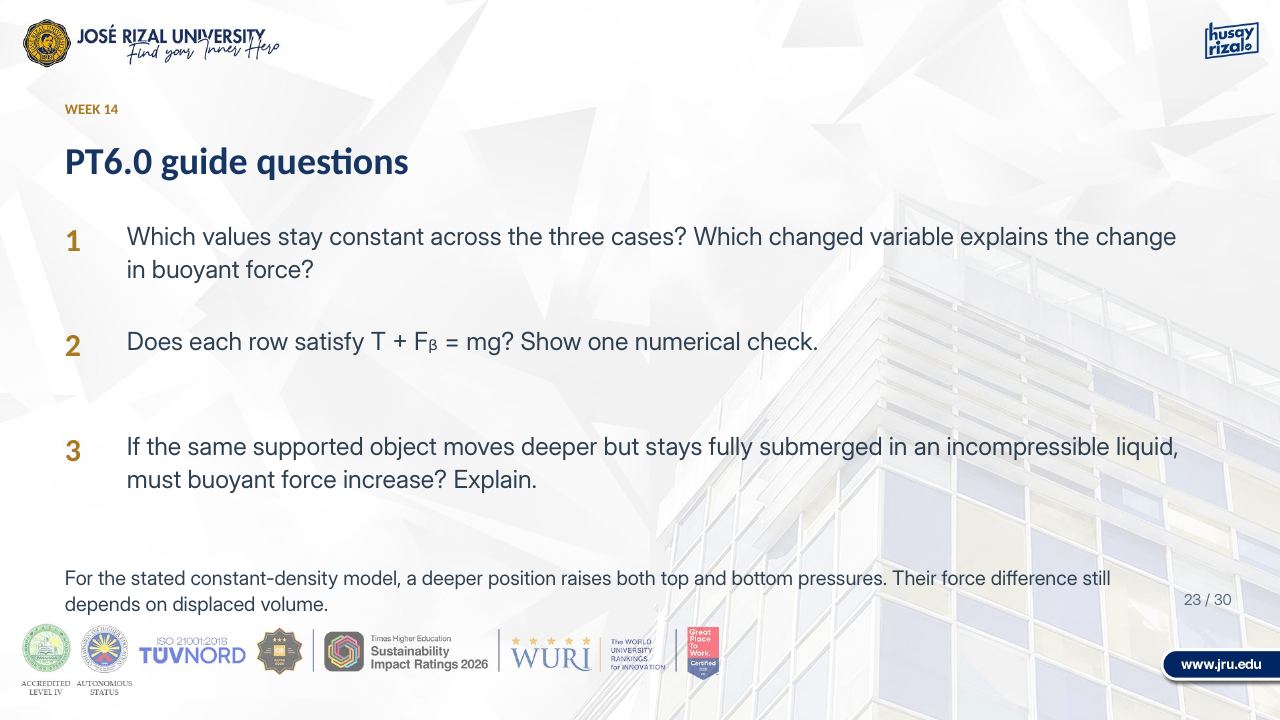 JOSÉ RIZAL UNIVERSITY
Find your Inner Hero
husay
rizal
WEEK 14
PT6.0 guide questions
1
Which values stay constant across the three cases? Which changed variable explains the change
in buoyant force?
2
Does each row satisfy T + Fᵦ = mg? Show one numerical check.
3
If the same supported object moves deeper but stays fully submerged in an incompressible liquid,
must buoyant force increase? Explain.
For the stated constant-density model, a deeper position raises both top and bottom pressures. Their force difference still
depends on displaced volume.
23 / 30
ISO 21001:2018
TÜVNORD
Times Higher Education
Sustainability
Impact Ratings 2026
WURI
The WORLD
UNIVERSITY
RANKINGS
for INNOVATION
Great
Place
To
Work.
Certified
ACCREDITED
LEVEL IV
AUTONOMOUS
STATUS
www.jru.edu